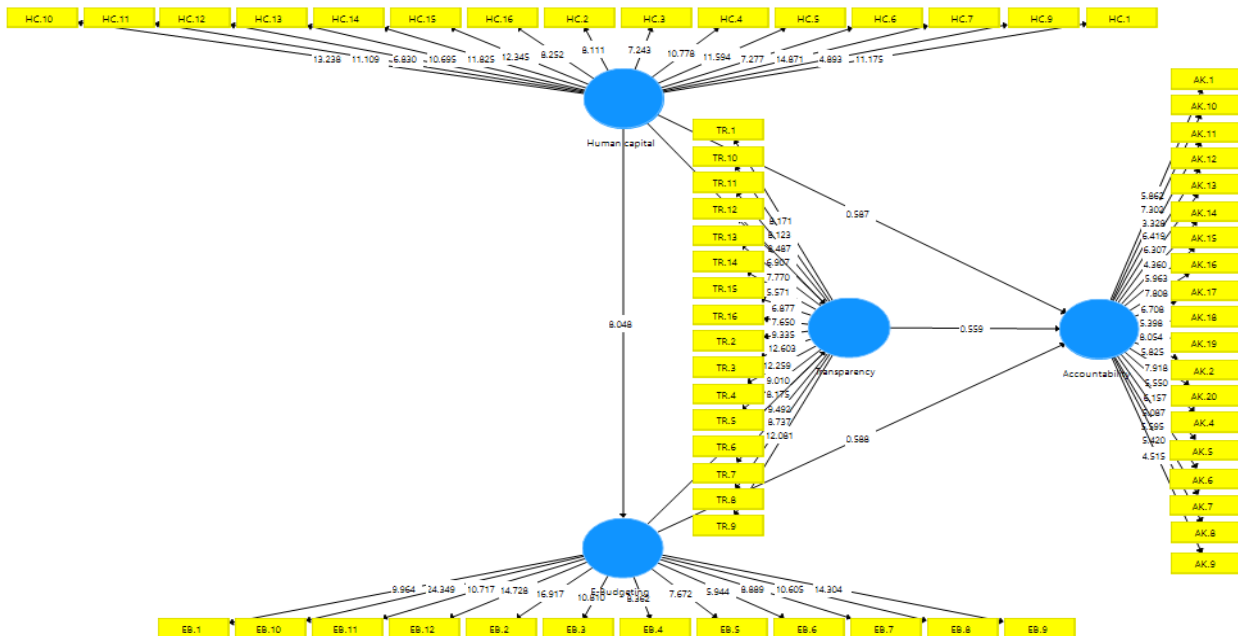 HC.10 HC.11 HC.12 HC.13 HC.14 HC.15 HC.16 HC.2 HC.3 HC.4 HC.5 HC.6 HC.7 HC.9 HC.1
13.238 11.109 6.830 10.695 11.825 12.345 8.252 8.111 7.243 10.778 11.594 7.277 14.871 4.893 11.175
Human capital
TR.1
TR.10
TR.11
TR.12
TR.13
TR.14
TR.15
TR.16
TR.2
TR.3
TR.4
TR.5
TR.6
TR.7
TR.8
TR.9
8.171
8.123
8.487
6.907
7.770
5.571
6.877
7.650
9.335
12.603
12.259
9.010
8.175
9.492
8.737
12.081
Transparency
0.587
0.559
0.588
8.048
AK.1
AK.10
AK.11
AK.12
AK.13
AK.14
AK.15
AK.16
AK.17
AK.18
AK.19
AK.2
AK.20
AK.4
AK.5
AK.6
AK.7
AK.8
AK.9
5.862
7.302
3.328
6.419
6.307
4.360
5.963
7.808
6.708
5.398
8.054
5.825
7.918
5.550
6.157
5.595
5.420
4.515
Accountability
E-Budgeting
9.964 24.349 10.717 14.728 16.917 10.810 8.362 7.672 5.944 8.889 10.605 14.304
EB.1 EB.10 EB.11 EB.12 EB.2 EB.3 EB.4 EB.5 EB.6 EB.7 EB.8 EB.9